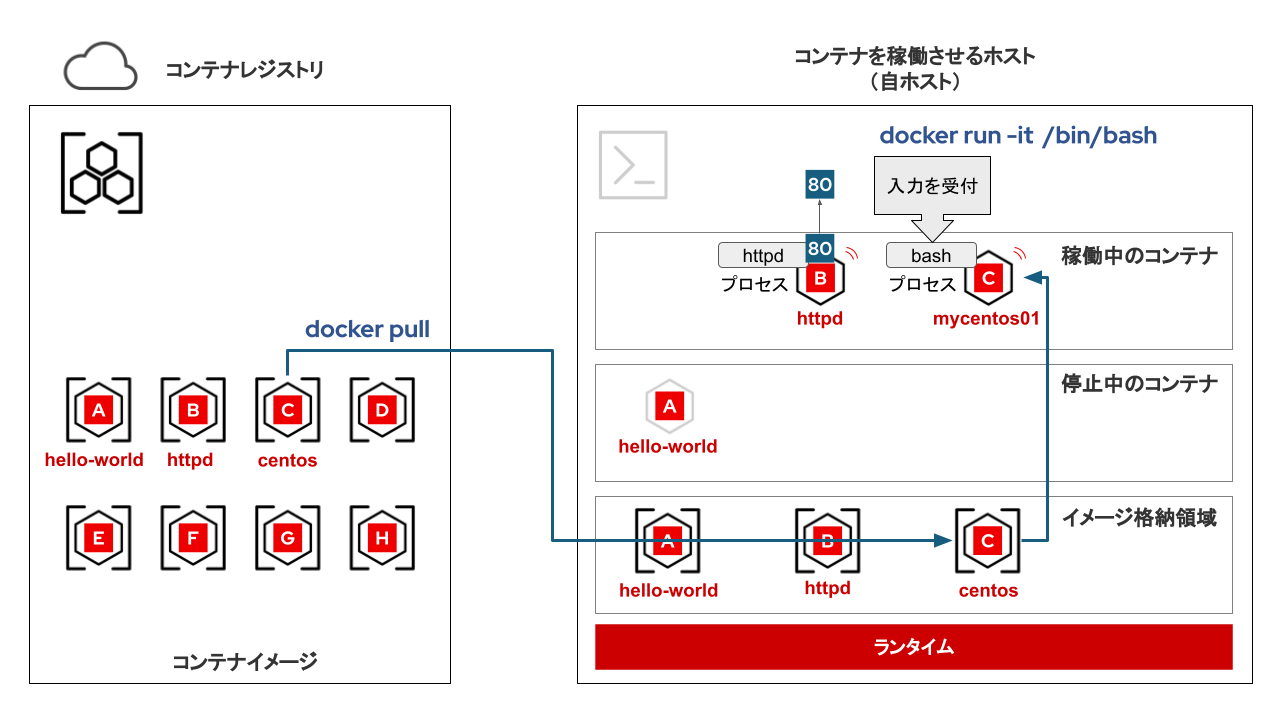 コンテナレジストリ
コンテナを稼働させるホスト
（自ホスト）
docker run -it /bin/bash
80
入力を受付
httpd
80
bash
稼働中のコンテナ
プロセス
B
プロセス
C
httpd
mycentos01
docker pull
停止中のコンテナ
A
B
C
D
A
hello-world
httpd
centos
hello-world
イメージ格納領域
E
F
G
H
A
B
C
hello-world
httpd
centos
ランタイム
コンテナイメージ